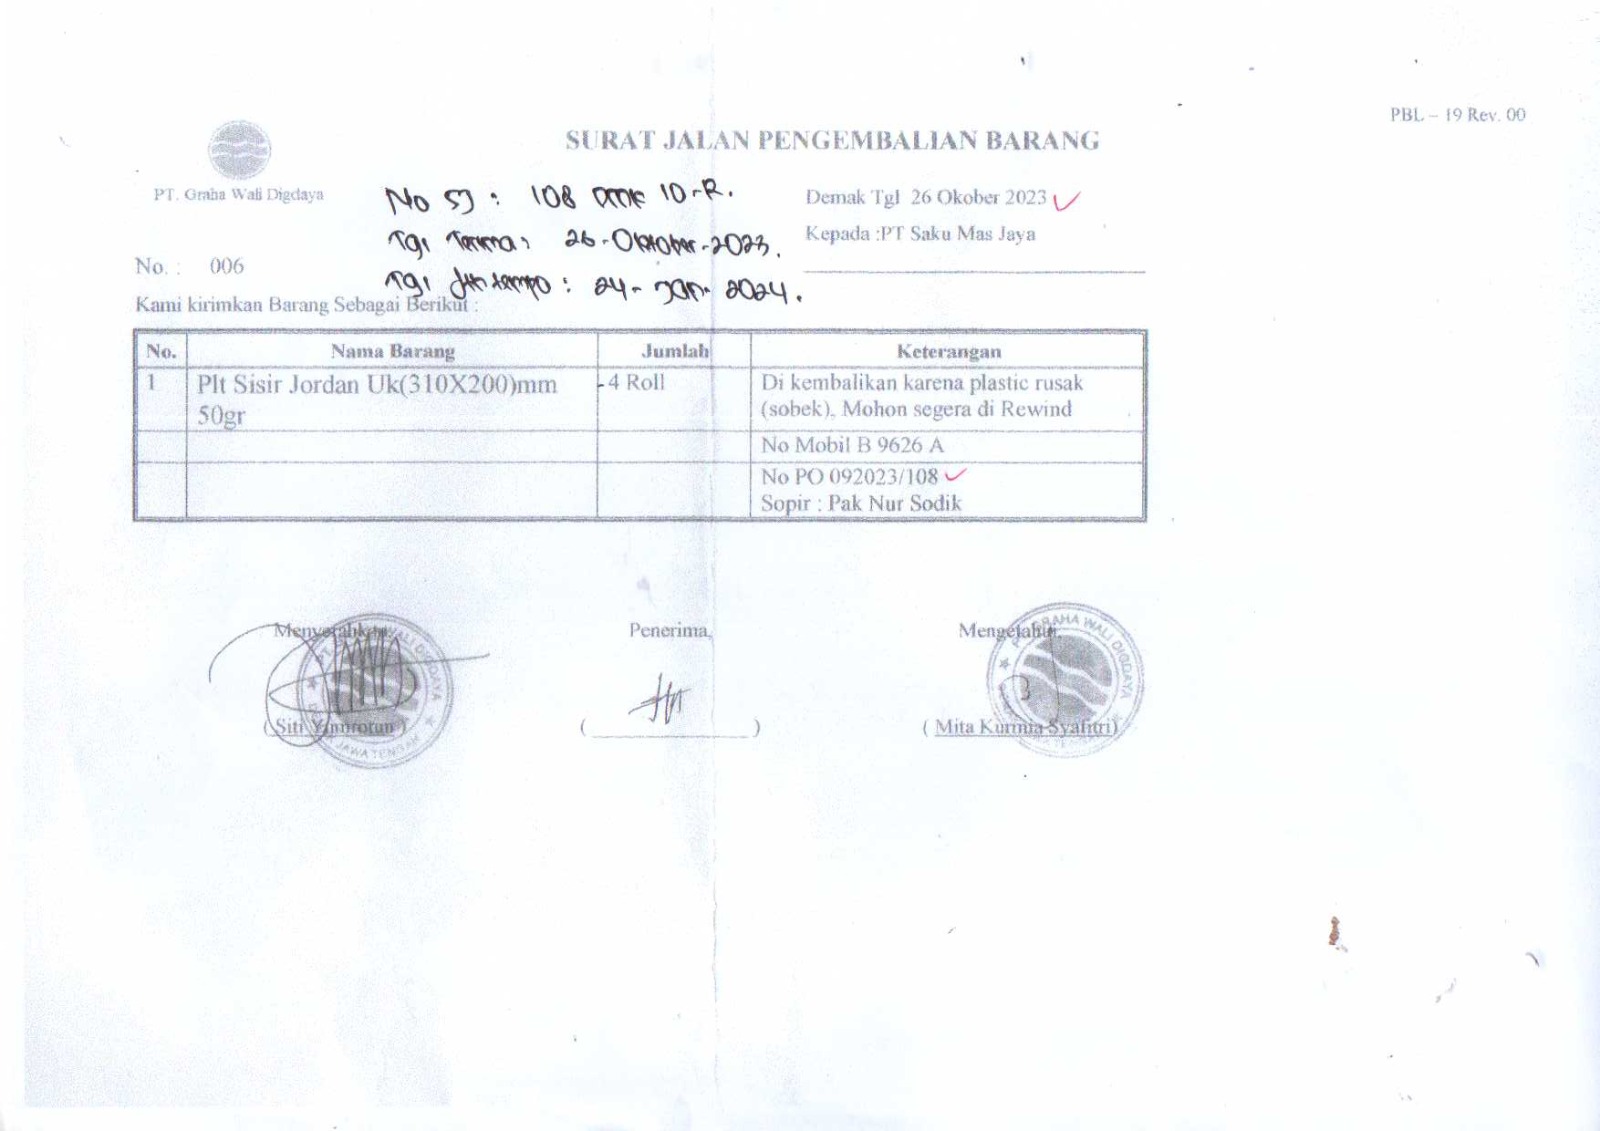 PBL – 19 Rev. 00
SURAT JALAN PENGEMBALIAN BARANG
PT. Graha Wali Digdaya
No SJ : 108 10-R.
Demak Tgl 26 Okober 2023
Tgl Terima : 26-Oktober-2023.
Kepada :PT Saku Mas Jaya
No. : 006
Tgl Jth tempo : 24-Jan-2024.
Kami kirimkan Barang Sebagai Berikut :
No. Nama Barang Jumlah Keterangan
1 Plt Sisir Jordan Uk(310X200)mm 50gr 4 Roll Di kembalikan karena plastic rusak
(sobek). Mohon segera di Rewind
No Mobil B 9626 A
No PO 092023/108
Sopir : Pak Nur Sodik
Menyerahkan Penerima, Mengetahui,
GRAHA WALI DIGDAYA
JAWA TENGAH
( Siti ) ( ) ( Mita Kurnia Syafitri)